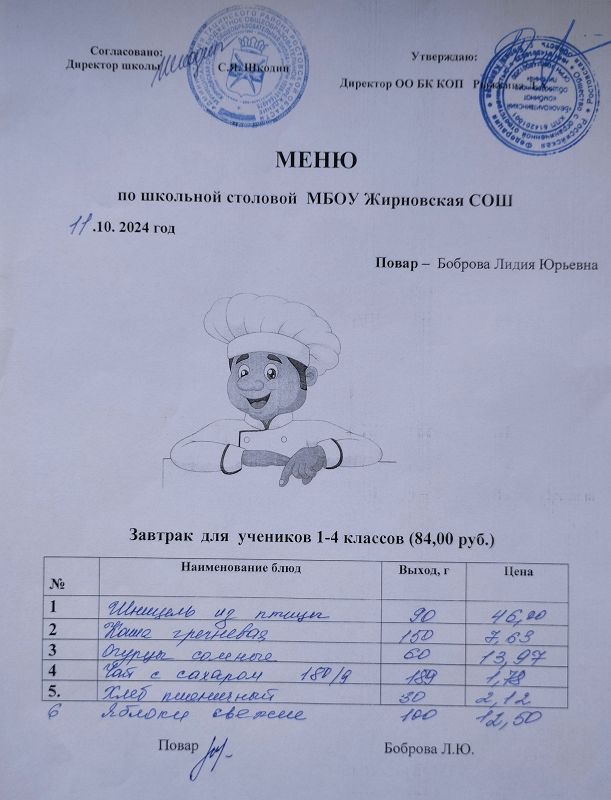 Согласовано:
Директор школы
С.Я. Шкодин
Утверждаю:
Директор ОО БК КОП
МЕНЮ
по школьной столовой МБОУ Жирновская СОШ
11.10. 2024 год
Повар – Боброва Лидия Юрьевна
Завтрак для учеников 1-4 классов (84,00 руб.)
№ Наименование блюд Выход, г Цена
1 Шницель из птицы 90 46,00
2 Каша гречневая 150 7,63
3 Огурцы соленые 60 13,97
4 Чай с сахаром 180/9 189 1,78
5. Хлеб пшеничный 30 2,12
6 Яблоки свежие 100 12,50
Повар Боброва Л.Ю.